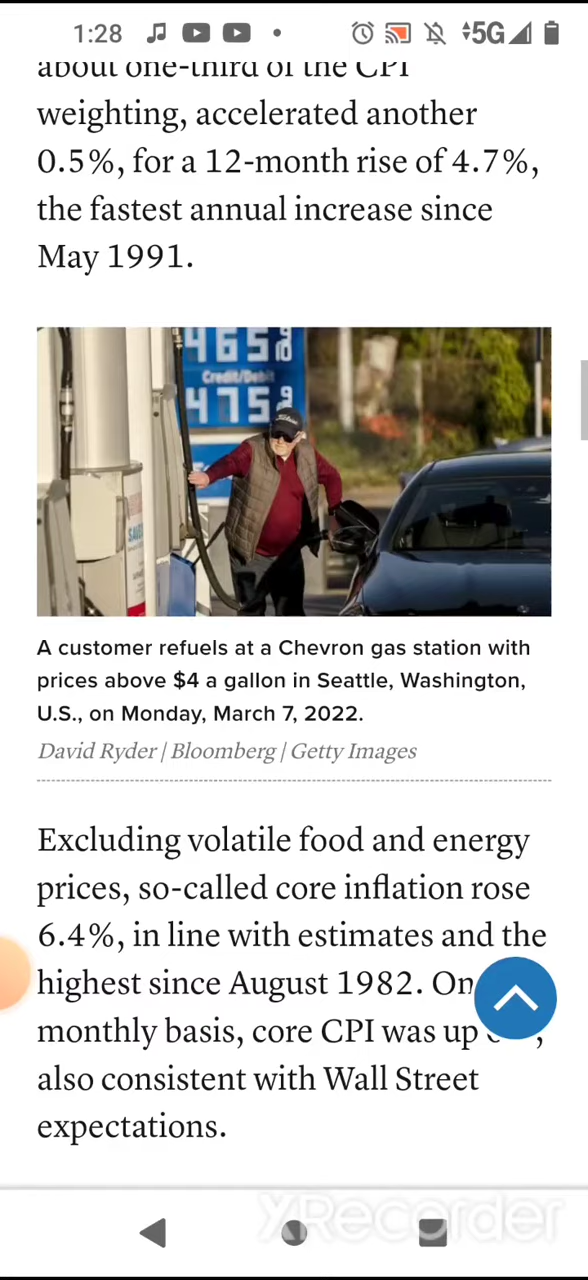 1:28
5G
about one-third of the CPI
weighting, accelerated another
0.5%, for a 12-month rise of 4.7%,
the fastest annual increase since
May 1991.
465
Credit/Debit
475
A customer refuels at a Chevron gas station with
prices above $4 a gallon in Seattle, Washington,
U.S., on Monday, March 7, 2022.
David Ryder | Bloomberg | Getty Images
Excluding volatile food and energy
prices, so-called core inflation rose
6.4%, in line with estimates and the
highest since August 1982. On
monthly basis, core CPI was up
also consistent with Wall Street
expectations.
XRecorder